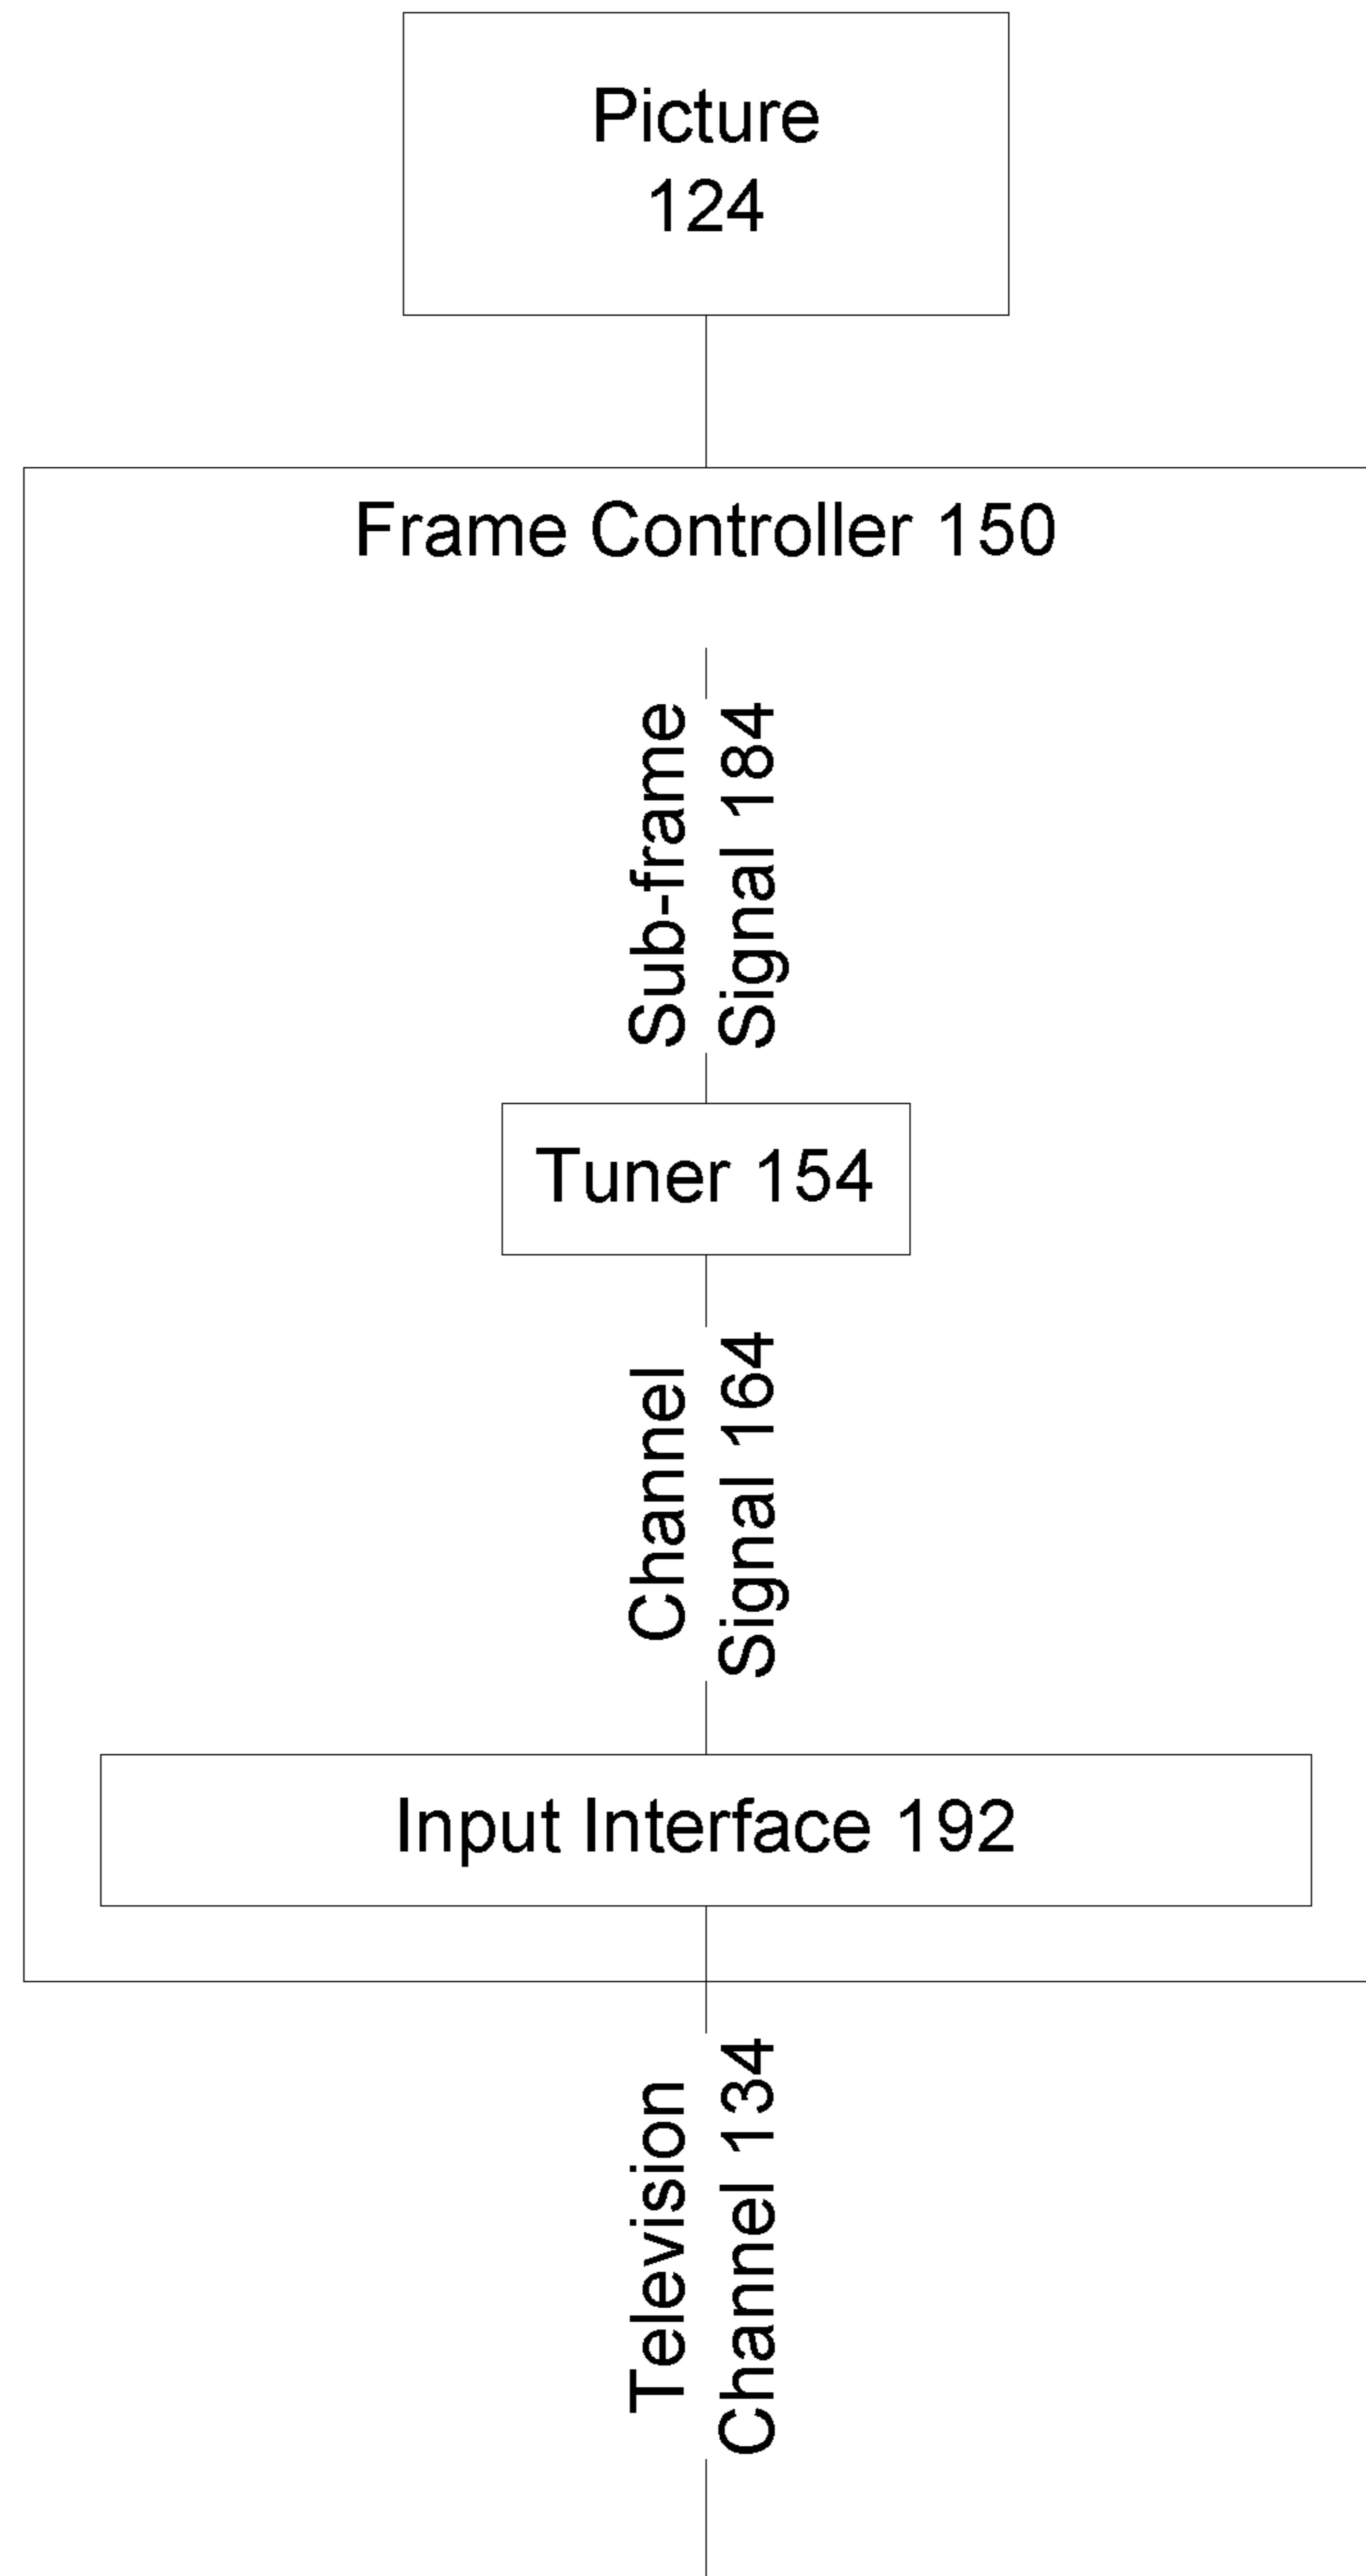 Picture
124
Frame Controller 150
Sub-frame
Signal 184
Tuner 154
Channel
Signal 164
Input Interface 192
Television
Channel 134